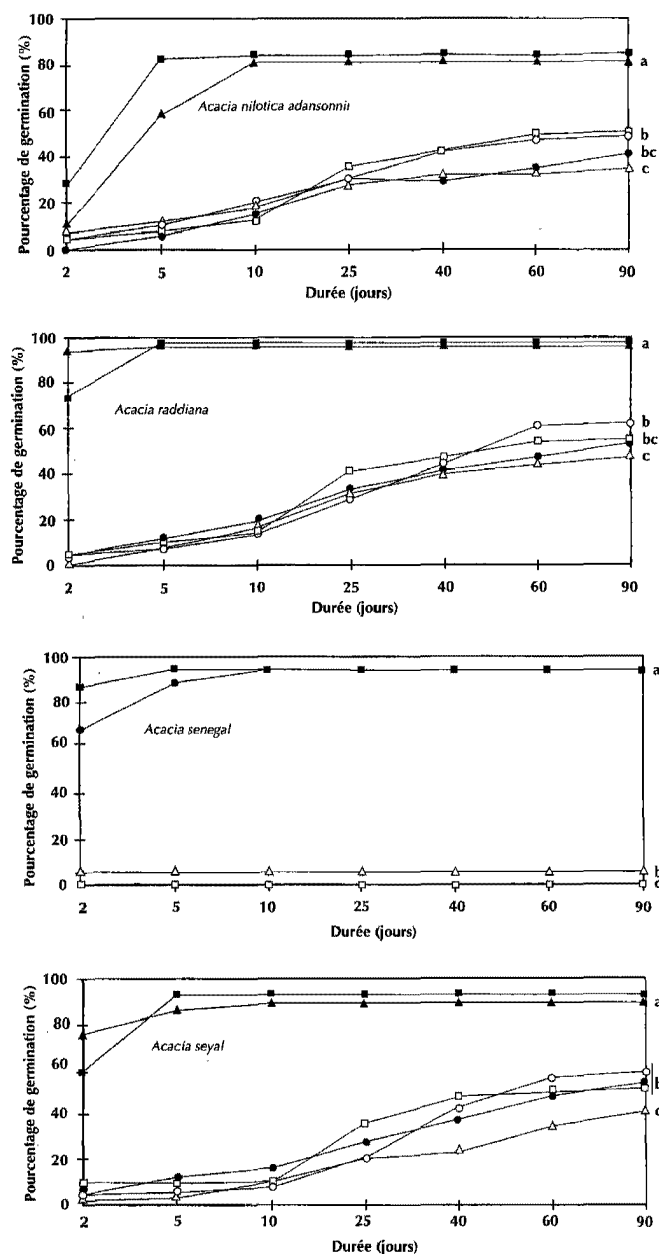 Pourcentage de germination (%)
100
80
60
40
20
0
Acacia nilotica adansonnii
a
b
bc
c
2 5 10 25 40 60 90
Durée (jours)
Pourcentage de germination (%)
100
80
60
40
20
0
Acacia raddiana
a
b
bc
c
2 5 10 25 40 60 90
Durée (jours)
Pourcentage de germination (%)
100
80
60
40
20
0
Acacia senegal
a
b
2 5 10 25 40 60 90
Durée (jours)
Pourcentage de germination (%)
100
80
60
40
20
0
Acacia seyal
a
b
2 5 10 25 40 60 90
Durée (jours)